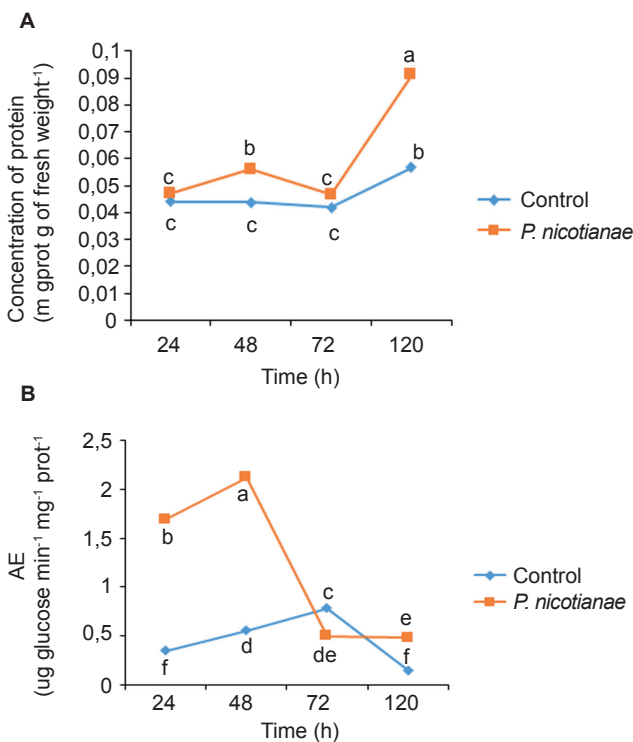 A
Concentration of protein
(m gprot g of fresh weight⁻¹)
0,1
0,09
0,08
0,07
0,06
0,05
0,04
0,03
0,02
0,01
0
a
b
b
c
c
c
c
c
Control
P. nicotianae
24 48 72 120
Time (h)
B
AE
(ug glucose min⁻¹ mg⁻¹ prot⁻¹)
2,5
2
1,5
1
0,5
0
b
a
c
e
f
d
de
f
Control
P. nicotianae
24 48 72 120
Time (h)